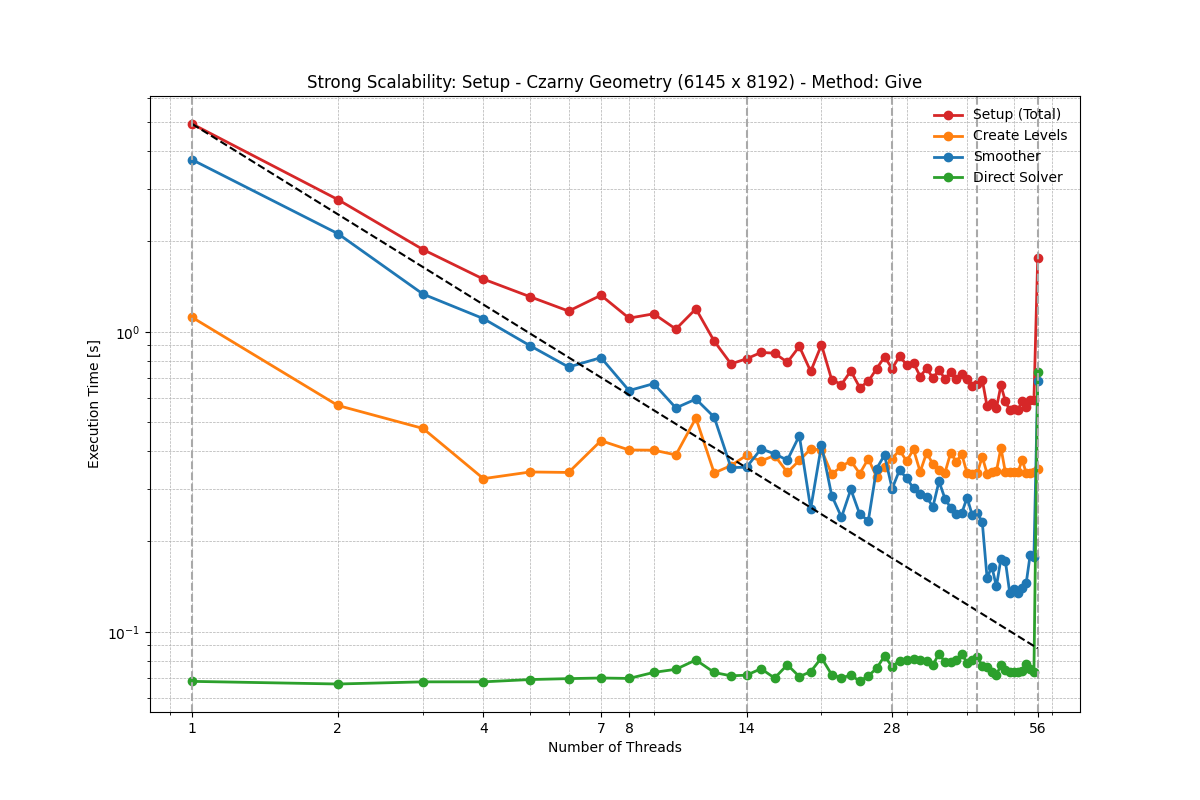 Strong Scalability: Setup - Czarny Geometry (6145 x 8192) - Method: Give
Setup (Total)
Create Levels
Smoother
Direct Solver
Execution Time [s]
10⁰
10⁻¹
1 2 4 7 8 14 28 56
Number of Threads